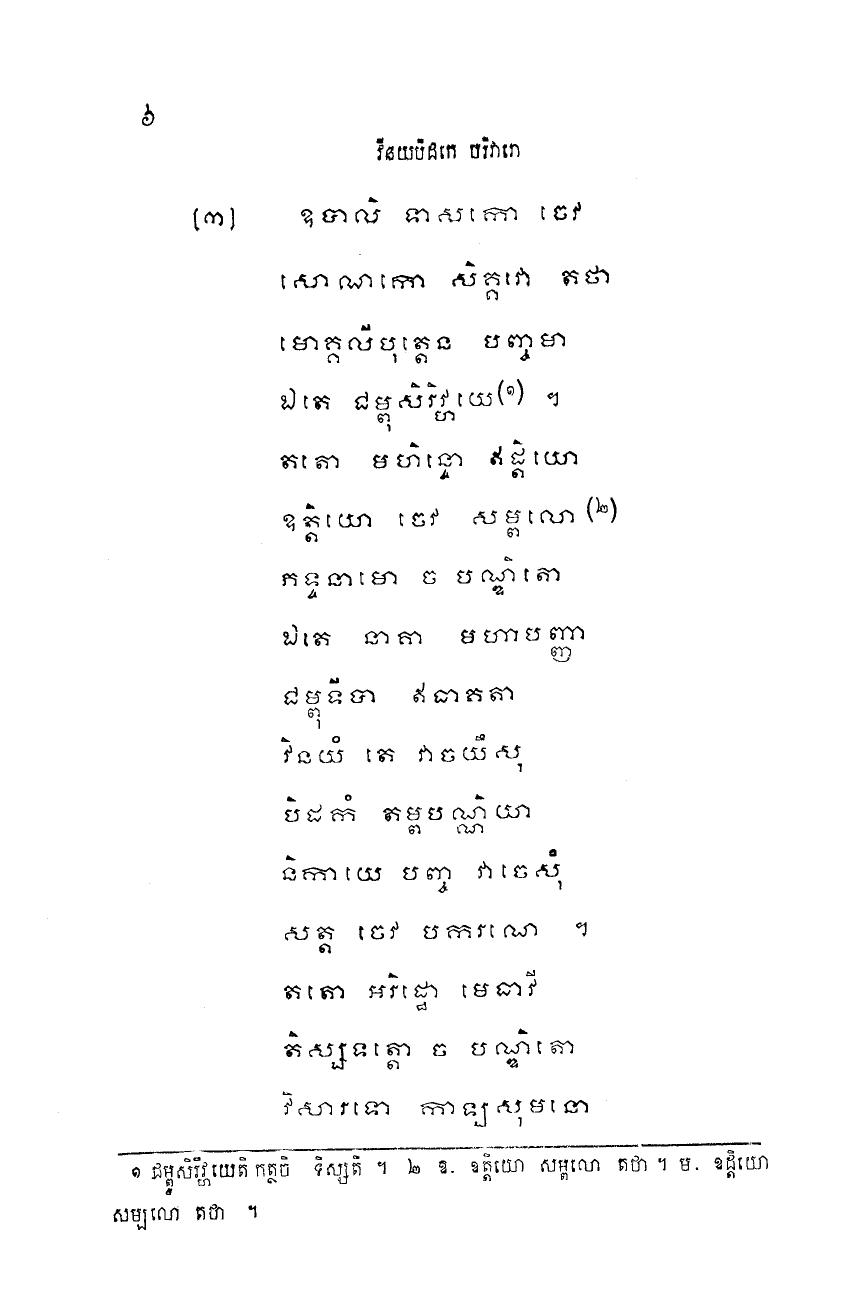 ៦
វិនយបិដកេ បរិវារោ
[៣] ឧបាលិ ទាសកោ ចេវ
សោណកោ សិគ្គវោ តថា
មោគ្គលីបុត្តេន បញ្ចមា
ឯតេ ជម្ពុសិរិវ្ហយេ(១) ។
តតោ មហិន្ទោ ឥដ្តិយោ
ឧត្តិយោ ចេវ សម្ពលោ(២)
ភទ្ទនាមោ ច បណ្ឌិតោ
ឯតេ នាគា មហាបញ្ញា
ជម្ពុទីបា ឥធាគតា
វិនយំ តេ វាចយឹសុ
បិដកំ តម្ពបណ្ណិយា
និកាយេ បញ្ច វាចេសុំ
សត្ត ចេវ បករណេ ។
តតោ អរិដ្ឋោ មេធាវី
តិស្សទត្តោ ច បណ្ឌិតោ
វិសារទោ កាឡសុមនោ
១ ជម្ពុសិរិវ្ហយេតិ កត្ថចិ ទិស្សតិ ។ ២ ឱ. ឧត្តិយោ សម្ពលោ តថា ។ ម. ឧដ្តិយោ
សម្បលោ តថា ។